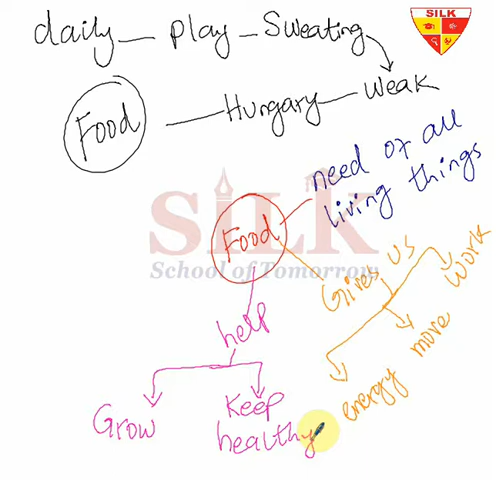 daily – play – Sweating
SILK
Food – Hungary – Weak
need of all
living things
SiLK
School of Tomorrow
Food
Gives us
work
move
energy
help
Grow
Keep
healthy